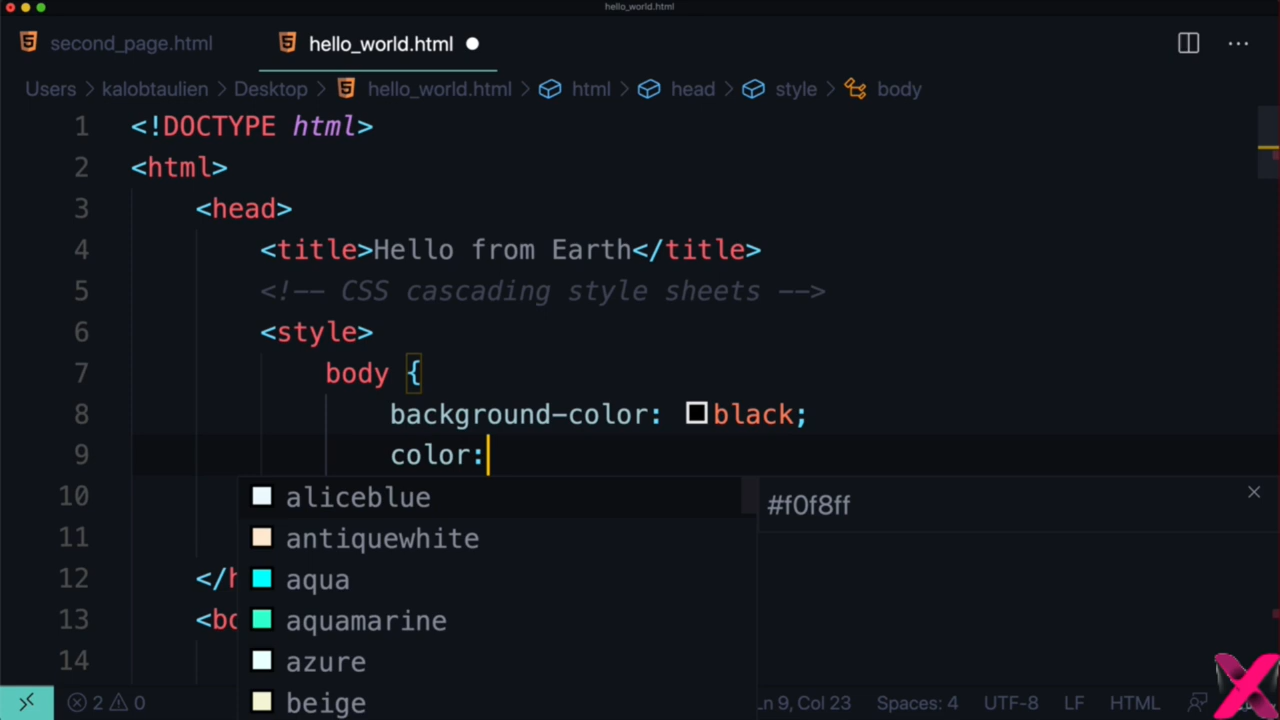 hello_world.html
second_page.html hello_world.html
Users > kalobtaulien > Desktop > hello_world.html > html > head > style > body
1 <!DOCTYPE html>
2 <html>
3 <head>
4 <title>Hello from Earth</title>
5 <!-- CSS cascading style sheets -->
6 <style>
7 body {
8 background-color: black;
9 color:
10 aliceblue #f0f8ff
11 antiquewhite
12 </h aqua
13 <bo aquamarine
14 azure
beige
2 0 Ln 9, Col 23 Spaces: 4 UTF-8 LF HTML